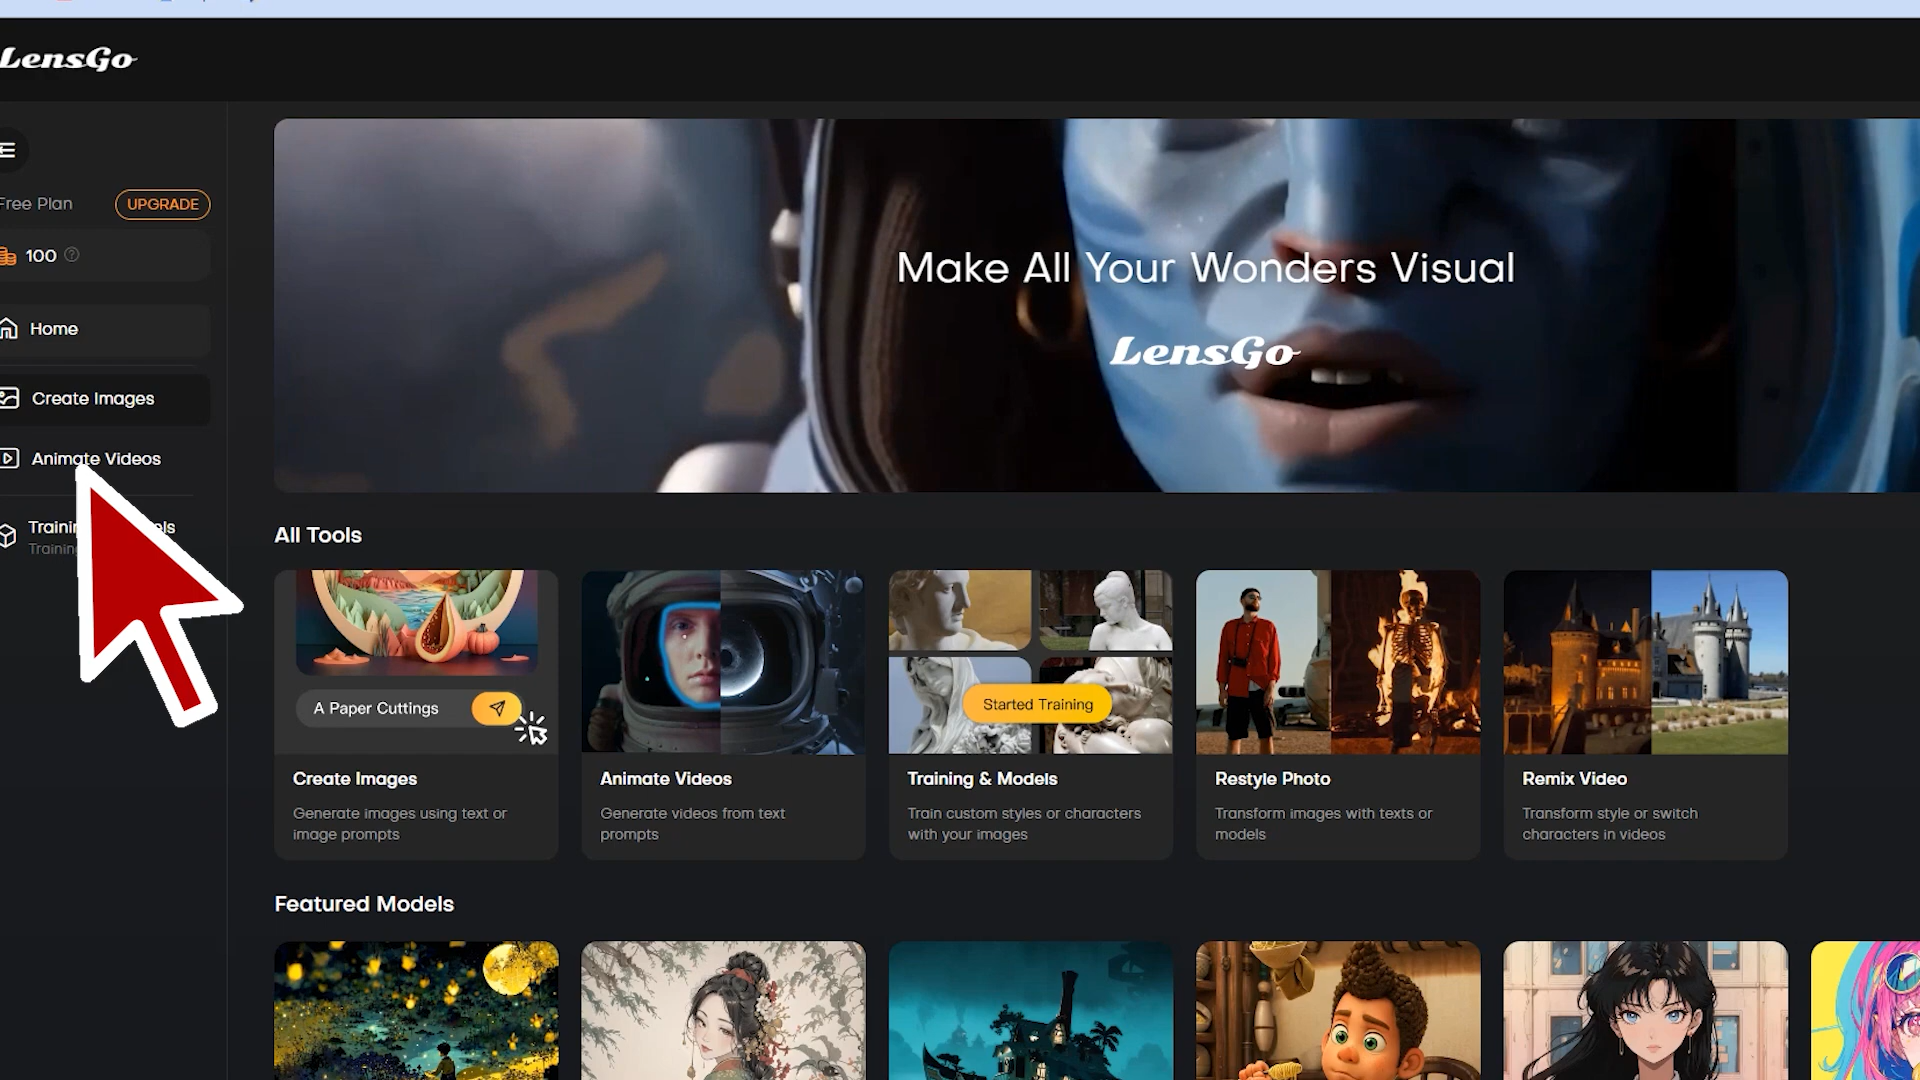 LensGo
Free Plan
UPGRADE
100
Home
Create Images
Animate Videos
Training
Make All Your Wonders Visual
LensGo
All Tools
A Paper Cuttings
Started Training
Create Images
Generate images using text or
image prompts
Animate Videos
Generate videos from text
prompts
Training & Models
Train custom styles or characters
with your images
Restyle Photo
Transform images with texts or
models
Remix Video
Transform style or switch
characters in videos
Featured Models